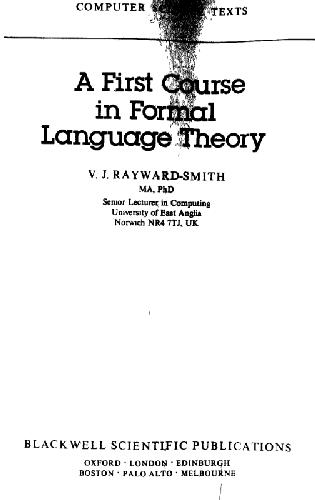 COMPUTER TEXTS
A First Course
in Formal
Language Theory
V. J. RAYWARD-SMITH
MA, PhD
Senior Lecturer in Computing
University of East Anglia
Norwich NR4 7TJ, UK
BLACKWELL SCIENTIFIC PUBLICATIONS
OXFORD · LONDON · EDINBURGH
BOSTON · PALO ALTO · MELBOURNE